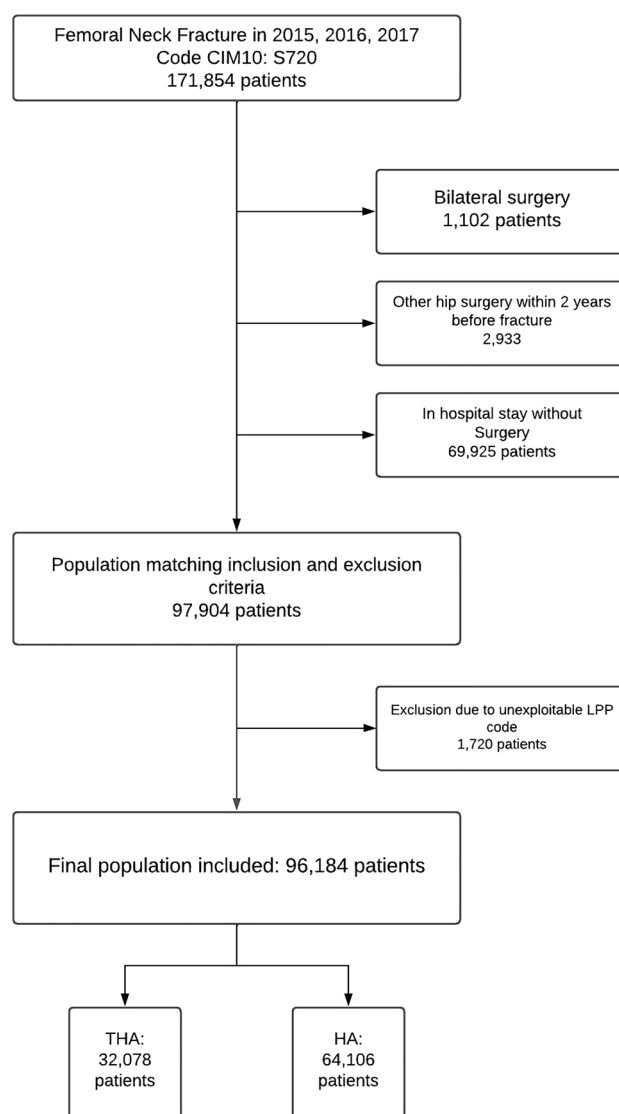 Femoral Neck Fracture in 2015, 2016, 2017
Code CIM10: S720
171,854 patients
Bilateral surgery
1,102 patients
Other hip surgery within 2 years
before fracture
2,933
In hospital stay without
Surgery
69,925 patients
Population matching inclusion and exclusion
criteria
97,904 patients
Exclusion due to unexploitable LPP
code
1,720 patients
Final population included: 96,184 patients
THA:
32,078
patients
HA:
64,106
patients